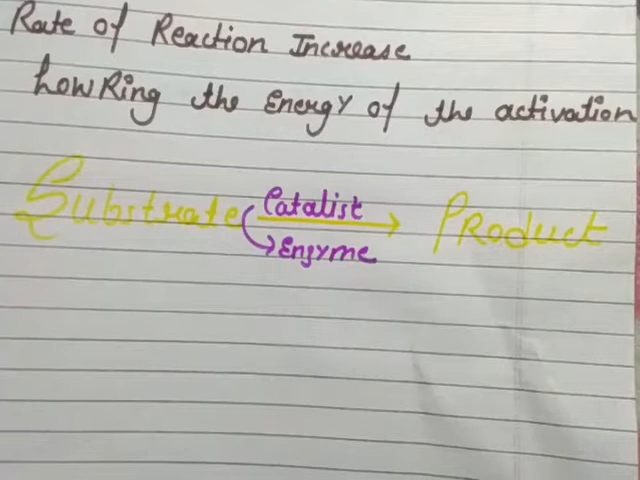 Rate of Reaction Increase
LowRing the Energy of the activation
Substrate Catalist Product
Enzyme